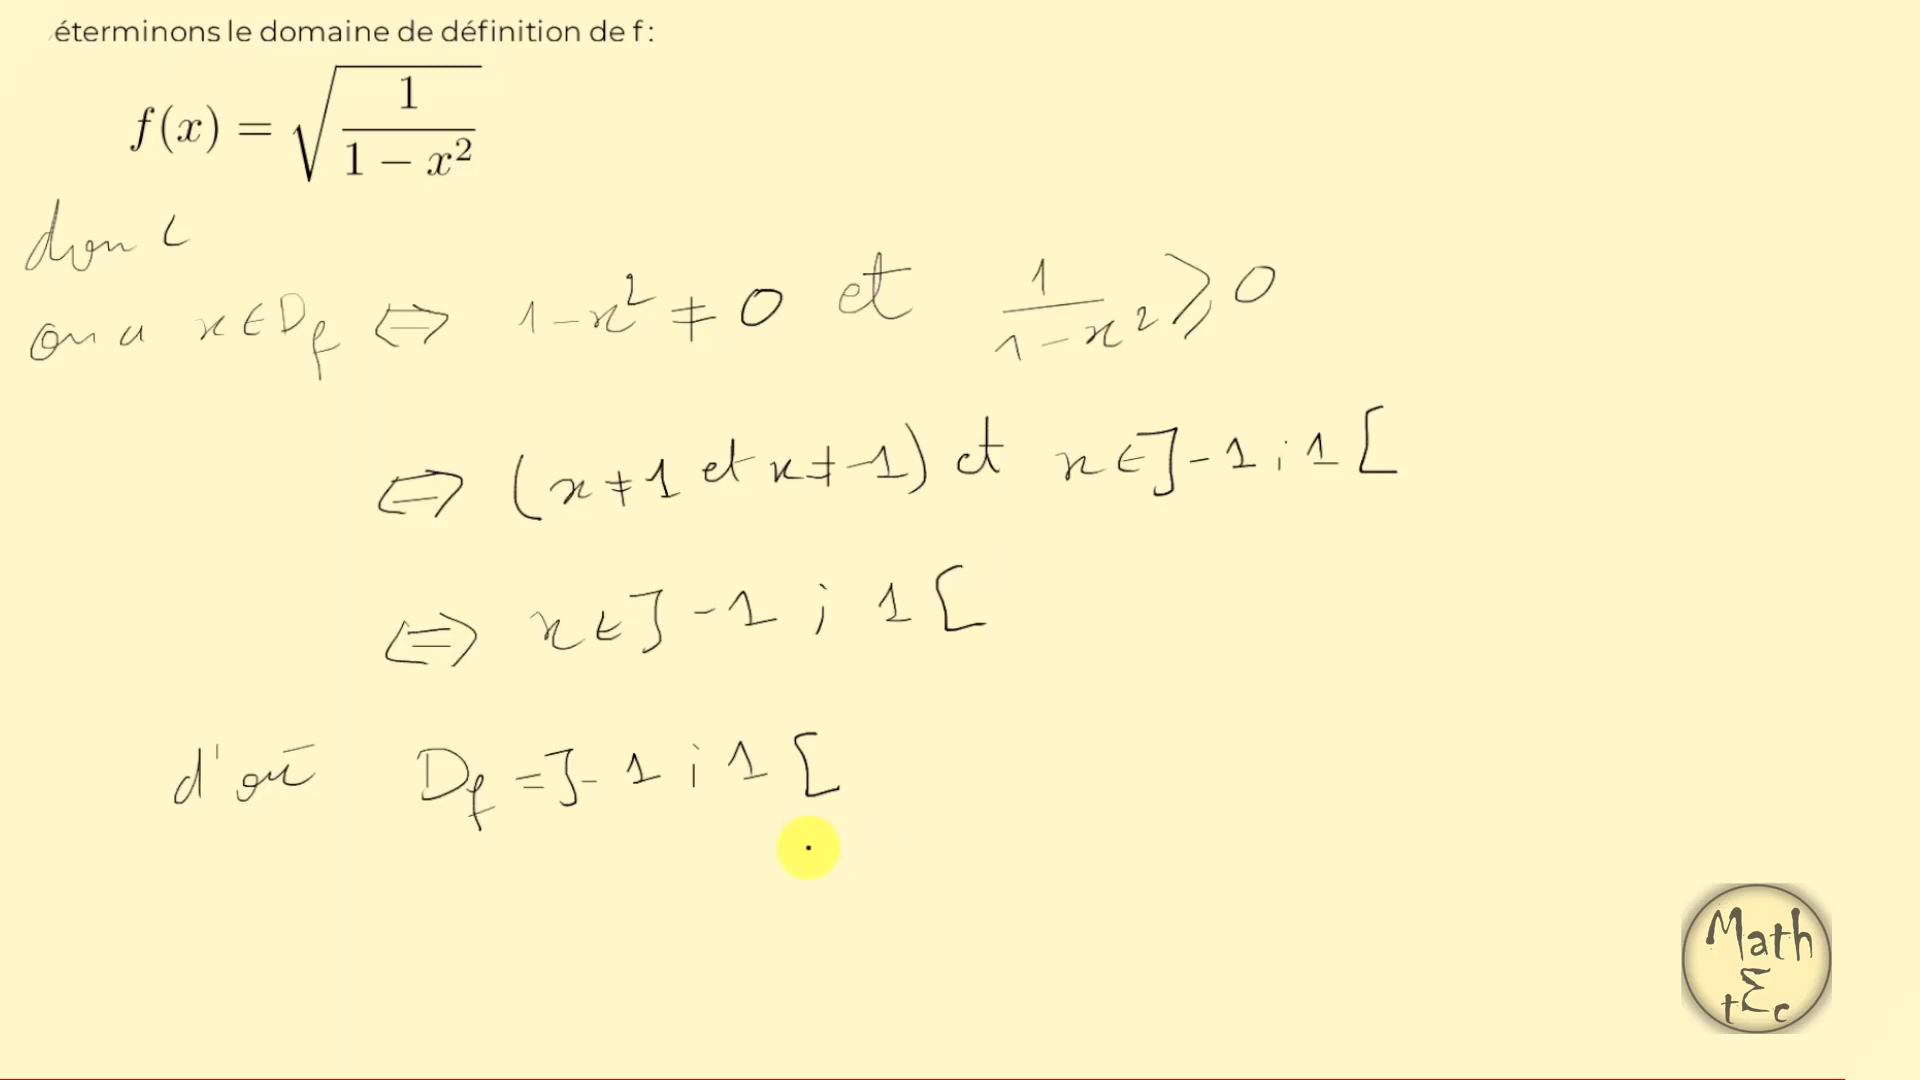 éterminons le domaine de définition de f :
f(x) = √(1/(1 − x²))
donc
on a x ∈ Df ⟺ 1 - x² ≠ 0 et 1/(1 - x²) ⩾ 0
⟺ (x ≠ 1 et x ≠ -1) et x ∈ ]-1 ; 1[
⟺ x ∈ ]-1 ; 1[
d'où Df = ]-1 ; 1[
Math
tΣc